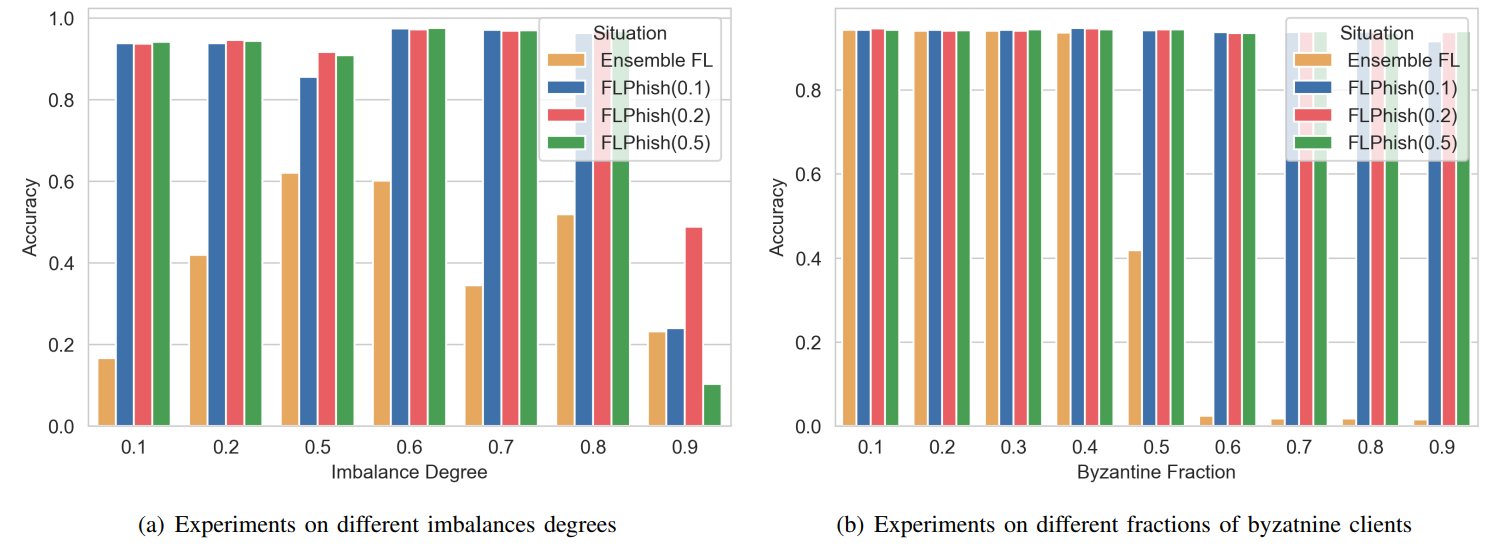 1.0
0.8
0.6
0.4
0.2
0.0
Accuracy
0.1 0.2 0.5 0.6 0.7 0.8 0.9
Imbalance Degree
Situation
Ensemble FL
FLPhish(0.1)
FLPhish(0.2)
FLPhish(0.5)
(a) Experiments on different imbalances degrees
0.8
0.6
0.4
0.2
0.0
Accuracy
0.1 0.2 0.3 0.4 0.5 0.6 0.7 0.8 0.9
Byzantine Fraction
Situation
Ensemble FL
FLPhish(0.1)
FLPhish(0.2)
FLPhish(0.5)
(b) Experiments on different fractions of byzatnine clients